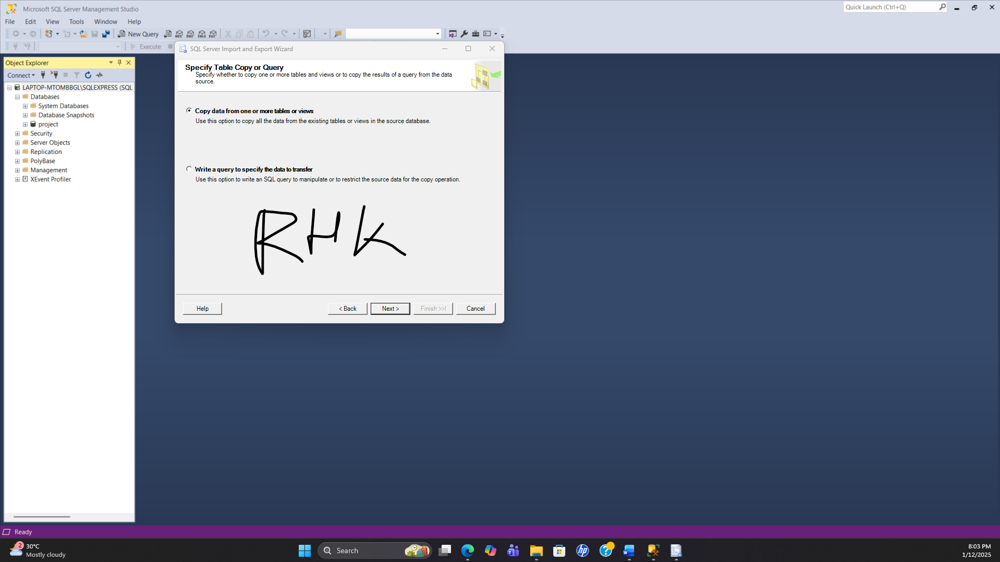 Microsoft SQL Server Management Studio
Quick Launch (Ctrl+Q)
File Edit View Tools Window Help
New Query MDX DMX XMLA DAX
Execute
Object Explorer
Connect
LAPTOP-MTOMBBGL\SQLEXPRESS (SQL
Databases
System Databases
Database Snapshots
project
Security
Server Objects
Replication
PolyBase
Management
XEvent Profiler
SQL Server Import and Export Wizard
Specify Table Copy or Query
Specify whether to copy one or more tables and views or to copy the results of a query from the data
source.
Copy data from one or more tables or views
Use this option to copy all the data from the existing tables or views in the source database.
Write a query to specify the data to transfer
Use this option to write an SQL query to manipulate or to restrict the source data for the copy operation.
RHK
Help < Back Next > Finish >>| Cancel
Ready
2
30°C
Mostly cloudy
Search
hp
8:03 PM
1/12/2025